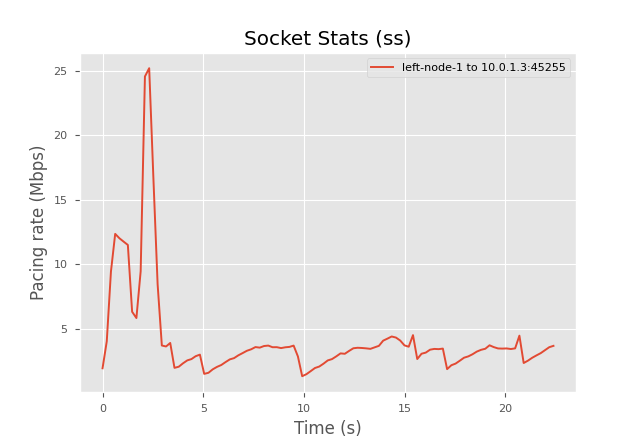 Socket Stats (ss)
left-node-1 to 10.0.1.3:45255
Pacing rate (Mbps)
25
20
15
10
5
0 5 10 15 20
Time (s)